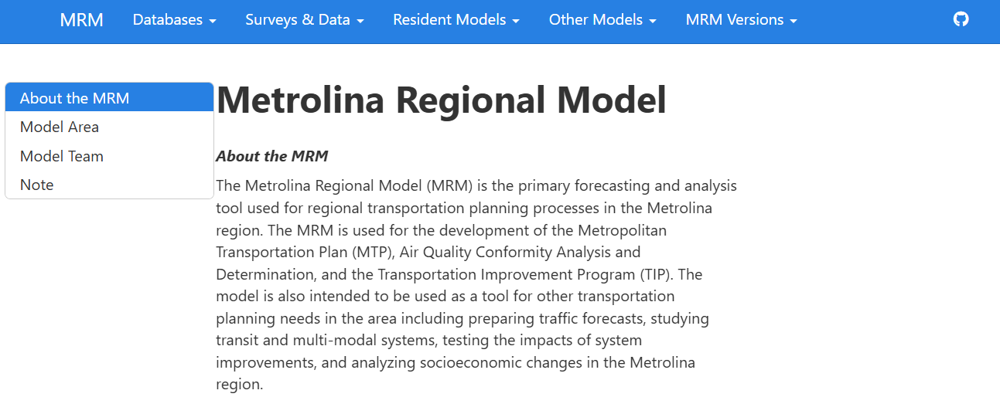 MRM Databases Surveys & Data Resident Models Other Models MRM Versions
About the MRM
Model Area
Model Team
Note
Metrolina Regional Model
About the MRM
The Metrolina Regional Model (MRM) is the primary forecasting and analysis
tool used for regional transportation planning processes in the Metrolina
region. The MRM is used for the development of the Metropolitan
Transportation Plan (MTP), Air Quality Conformity Analysis and
Determination, and the Transportation Improvement Program (TIP). The
model is also intended to be used as a tool for other transportation
planning needs in the area including preparing traffic forecasts, studying
transit and multi-modal systems, testing the impacts of system
improvements, and analyzing socioeconomic changes in the Metrolina
region.